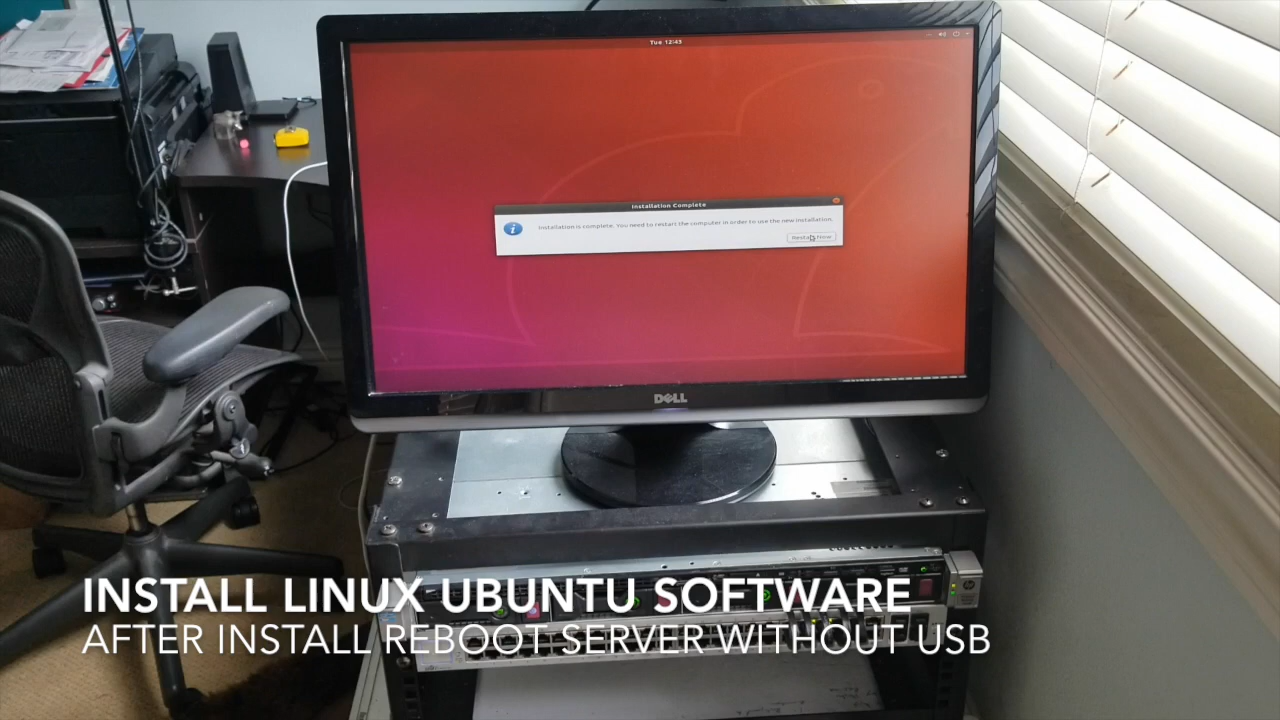 Tue 12:43
Installation Complete
Installation is complete. You need to restart the computer in order to use the new installation.
Restart Now
DELL
hp
INSTALL LINUX UBUNTU SOFTWARE
AFTER INSTALL REBOOT SERVER WITHOUT USB